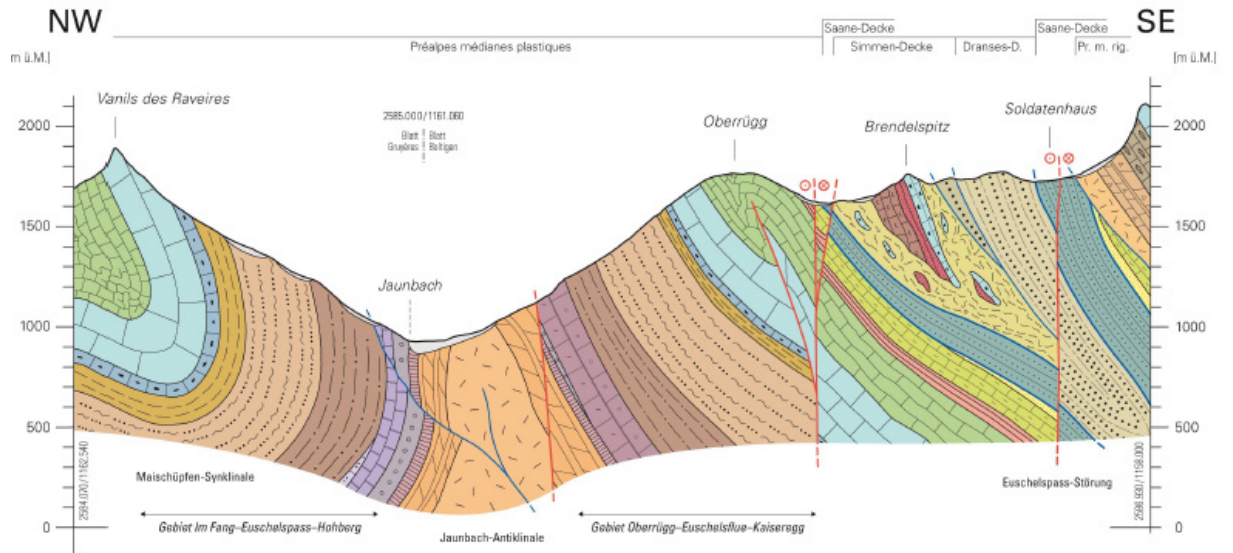 NW
SE
Saane-Decke
Saane-Decke
Préalpes médianes plastiques
Simmen-Decke
Dranses-D.
Pr. m. rig.
m ü.M.]
[m ü.M.]
Vanils des Raveires
2585.000/1161.060
Blatt
Blatt
Gruyères
Boltigen
Oberrügg
Brendelspitz
Soldatenhaus
2000
2000
1500
1500
Jaunbach
1000
1000
500
500
2584.070/1162.540
2586.930/1158.000
Maischüpfen-Synklinale
Euschelspass-Störung
Gebiet Im Fang–Euschelspass–Hohberg
Jaunbach-Antiklinale
Gebiet Oberrügg–Euschelsflue–Kaiseregg
0
0